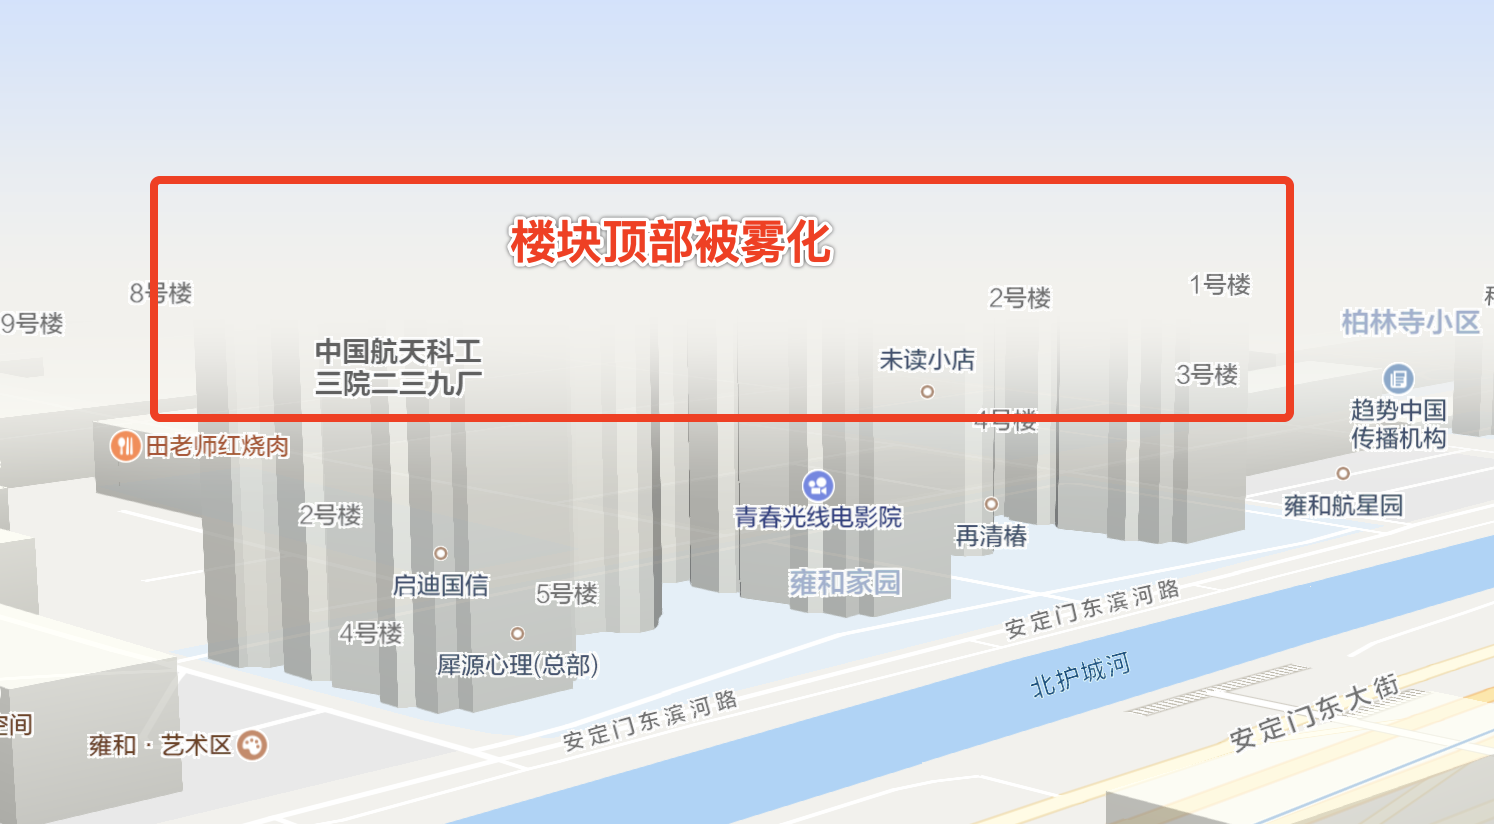 楼块顶部被雾化
1号楼
8号楼
2号楼
9号楼
柏林寺小区
中国航天科工
三院二三九厂
未读小店
3号楼
趋势中国
传播机构
4号楼
田老师红烧肉
2号楼
青春光线电影院
雍和航星园
再清椿
启迪国信
5号楼
雍和家园
安定门东滨河路
4号楼
犀源心理(总部)
北护城河
安定门东滨河路
安定门东大街
空间
雍和·艺术区